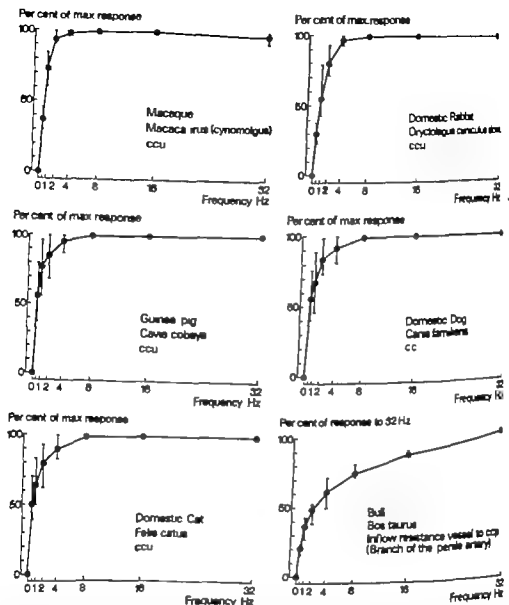 Per cent of max response
100
50
0
Macaque
Macaca irus (cynomolgus)
ccu
0 1 2 4 8 16 32
Frequency Hz
Per cent of max.response
100
50
0
Domestic Rabbit
Oryctolagus cuniculus
ccu
0 1 2 4 8 16 32
Frequency Hz
Per cent of max response
100
50
0
Guinea pig
Cavia cobaya
ccu
0 1 2 4 8 16 32
Frequency Hz
Per cent of max response
100
50
0
Domestic Dog
Canis familiaris
cc
0 1 2 4 8 16 32
Frequency Hz
Per cent of max response
100
50
0
Domestic Cat
Felis catus
ccu
0 1 2 4 8 16 32
Frequency Hz
Per cent of response to 32 Hz
100
50
0
Bull
Bos taurus
Inflow resistance vessel to ccp
(Branch of the penile artery)
0 1 2 4 8 16 32
Frequency Hz